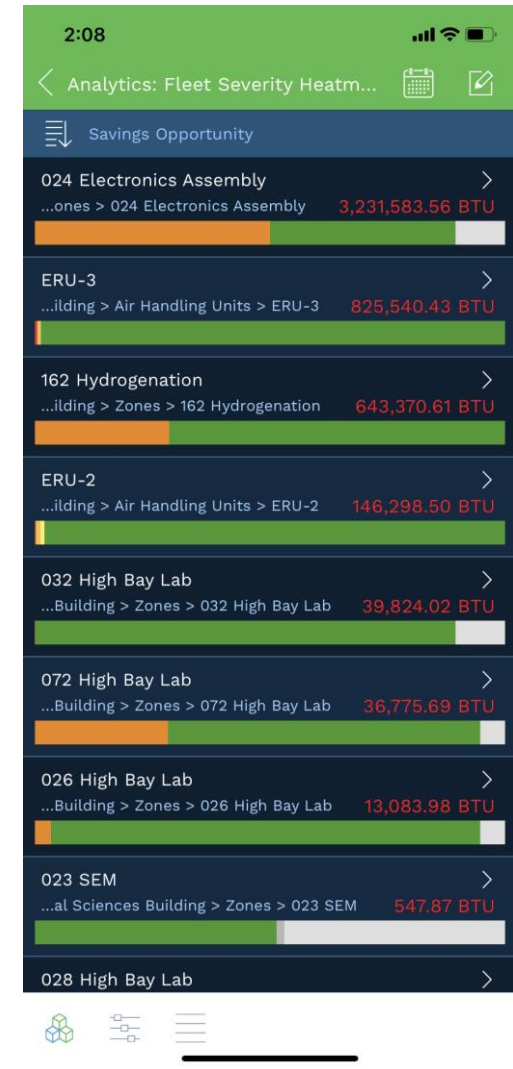 2:08
Analytics: Fleet Severity Heatm...
Savings Opportunity
024 Electronics Assembly
...ones > 024 Electronics Assembly 3,231,583.56 BTU
ERU-3
...ilding > Air Handling Units > ERU-3 825,540.43 BTU
162 Hydrogenation
...ilding > Zones > 162 Hydrogenation 643,370.61 BTU
ERU-2
...ilding > Air Handling Units > ERU-2 146,298.50 BTU
032 High Bay Lab
...Building > Zones > 032 High Bay Lab 39,824.02 BTU
072 High Bay Lab
...Building > Zones > 072 High Bay Lab 36,775.69 BTU
026 High Bay Lab
...Building > Zones > 026 High Bay Lab 13,083.98 BTU
023 SEM
...al Sciences Building > Zones > 023 SEM 547.87 BTU
028 High Bay Lab